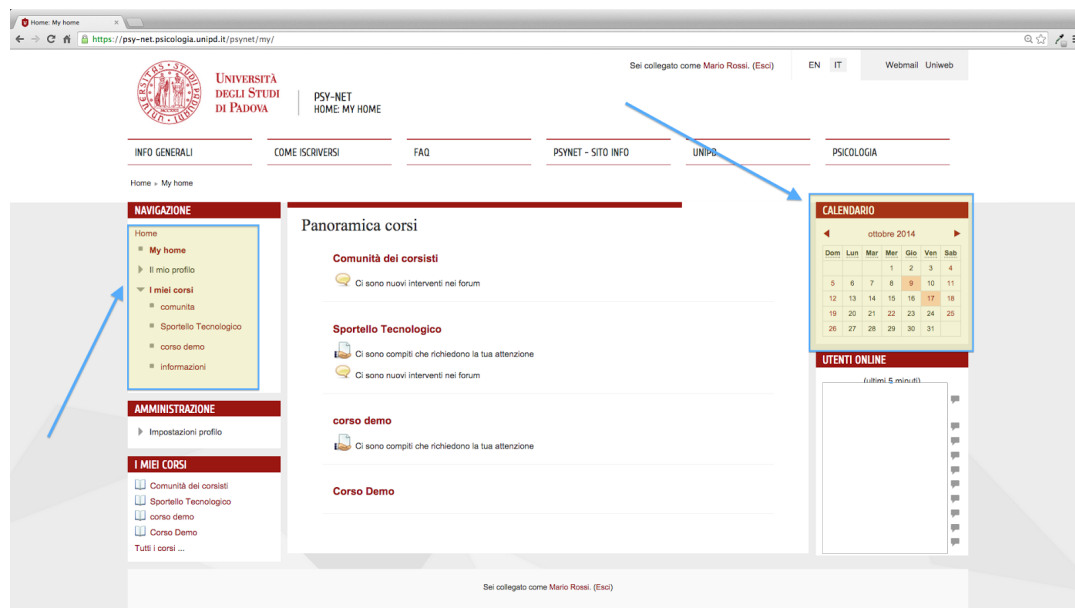 Home: My home
https://psy-net.psicologia.unipd.it/psynet/my/
Sei collegato come Mario Rossi. (Esci)
EN IT
Webmail Uniweb
UNIVERSITÀ
DEGLI STUDI
DI PADOVA
PSY-NET
HOME: MY HOME
INFO GENERALI
COME ISCRIVERSI
FAQ
PSYNET - SITO INFO
UNIPD
PSICOLOGIA
Home » My home
NAVIGAZIONE
Home
My home
Il mio profilo
I miei corsi
comunita
Sportello Tecnologico
corso demo
informazioni
AMMINISTRAZIONE
Impostazioni profilo
I MIEI CORSI
Comunità dei corsisti
Sportello Tecnologico
corso demo
Corso Demo
Tutti i corsi ...
Panoramica corsi
Comunità dei corsisti
Ci sono nuovi interventi nei forum
Sportello Tecnologico
Ci sono compiti che richiedono la tua attenzione
Ci sono nuovi interventi nei forum
corso demo
Ci sono compiti che richiedono la tua attenzione
Corso Demo
CALENDARIO
ottobre 2014
Dom Lun Mar Mer Gio Ven Sab
1 2 3 4
5 6 7 8 9 10 11
12 13 14 15 16 17 18
19 20 21 22 23 24 25
26 27 28 29 30 31
UTENTI ONLINE
(ultimi 5 minuti)
Sei collegato come Mario Rossi. (Esci)